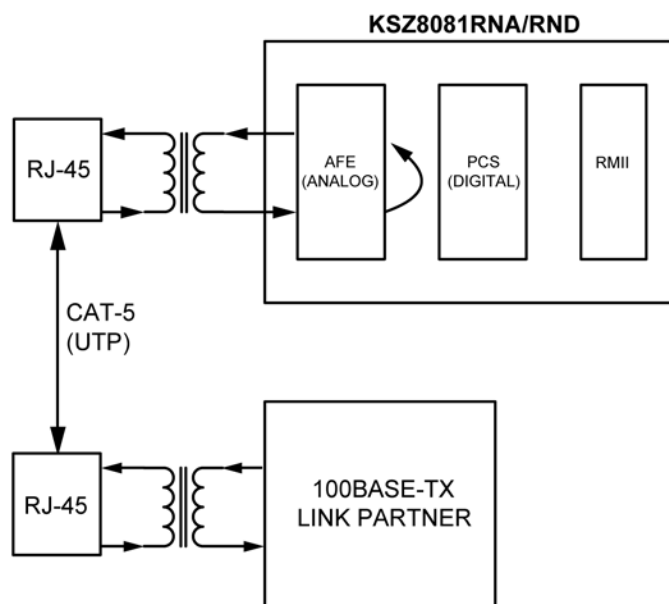 KSZ8081RNA/RND
RJ-45
AFE
(ANALOG)
PCS
(DIGITAL)
RMII
CAT-5
(UTP)
RJ-45
100BASE-TX
LINK PARTNER